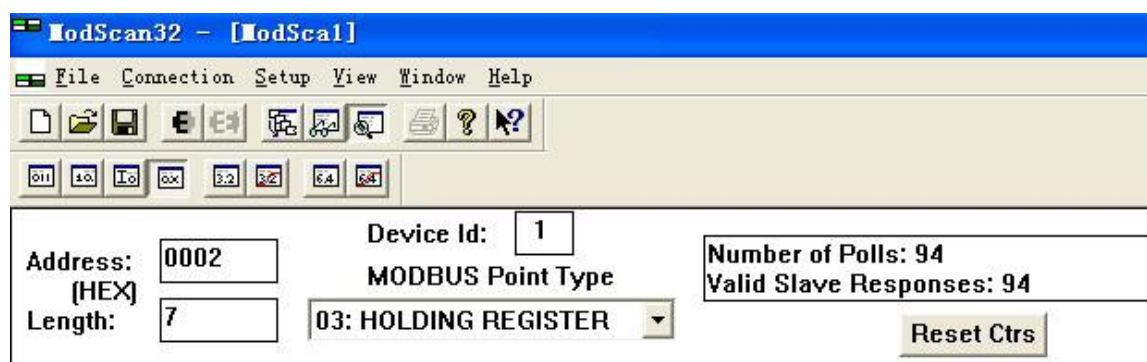 ModScan32 - [ModSca1]
File Connection Setup View Window Help
Address: (HEX) 0002
Length: 7
Device Id: 1
MODBUS Point Type
03: HOLDING REGISTER
Number of Polls: 94
Valid Slave Responses: 94
Reset Ctrs